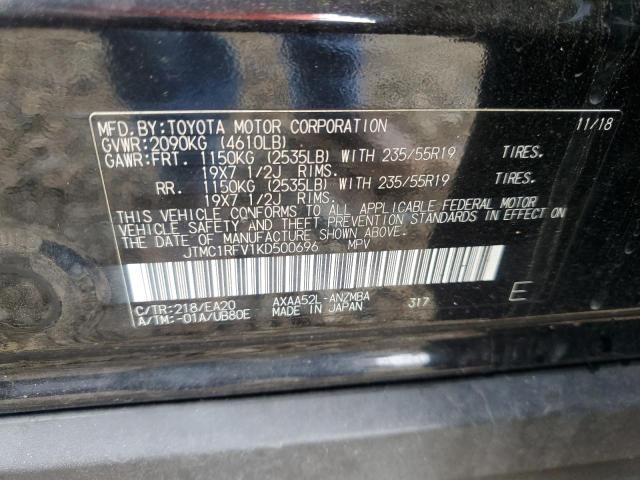 MFD.BY:TOYOTA MOTOR CORPORATION 11/18
GVWR:2090KG (4610LB)
GAWR:FRT. 1150KG (2535LB) WITH 235/55R19 TIRES.
19X7 1/2J RIMS.
RR. 1150KG (2535LB) WITH 235/55R19 TIRES.
19X7 1/2J RIMS.
THIS VEHICLE CONFORMS TO ALL APPLICABLE FEDERAL MOTOR
VEHICLE SAFETY AND THEFT PREVENTION STANDARDS IN EFFECT ON
THE DATE OF MANUFACTURE SHOWN ABOVE.
JTMC1RFV1KD500696 MPV
C/TR:218/EA20 AXAA52L-ANZMBA 317 E
A/TM:-01A/UB80E MADE IN JAPAN